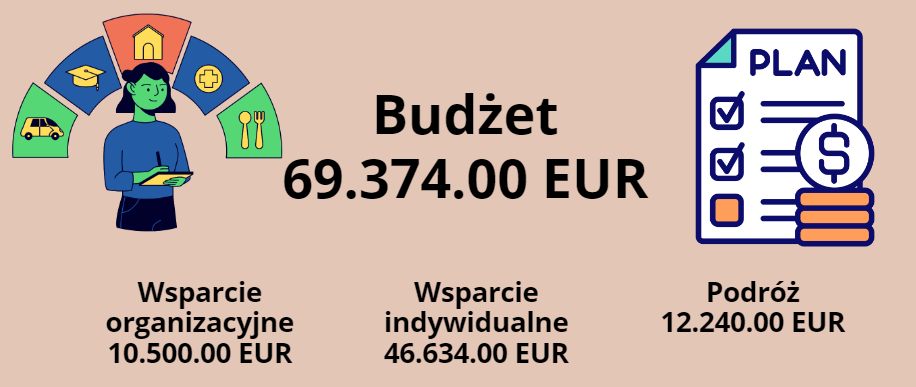 PLAN
Budżet
69.374.00 EUR
Wsparcie
organizacyjne
10.500.00 EUR
Wsparcie
indywidualne
46.634.00 EUR
Podróż
12.240.00 EUR